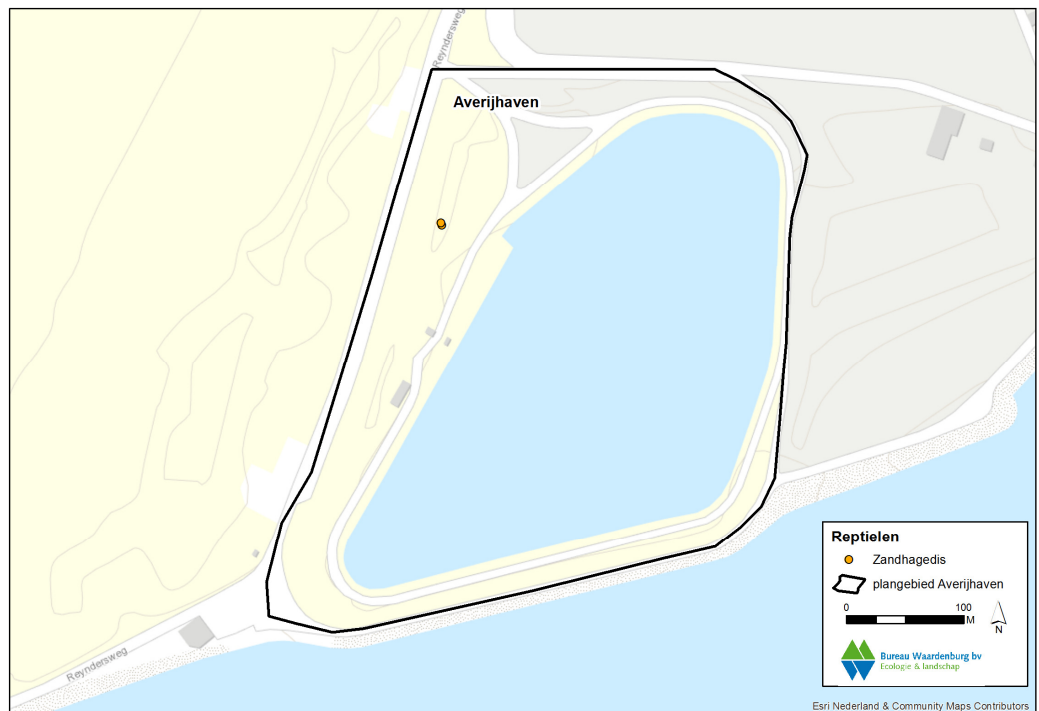 Reyndersweg
Averijhaven
Reptielen
Zandhagedis
plangebied Averijhaven
0 100
M
N
Bureau Waardenburg bv
Ecologie & landschap
Reyndersweg
Esri Nederland & Community Maps Contributors